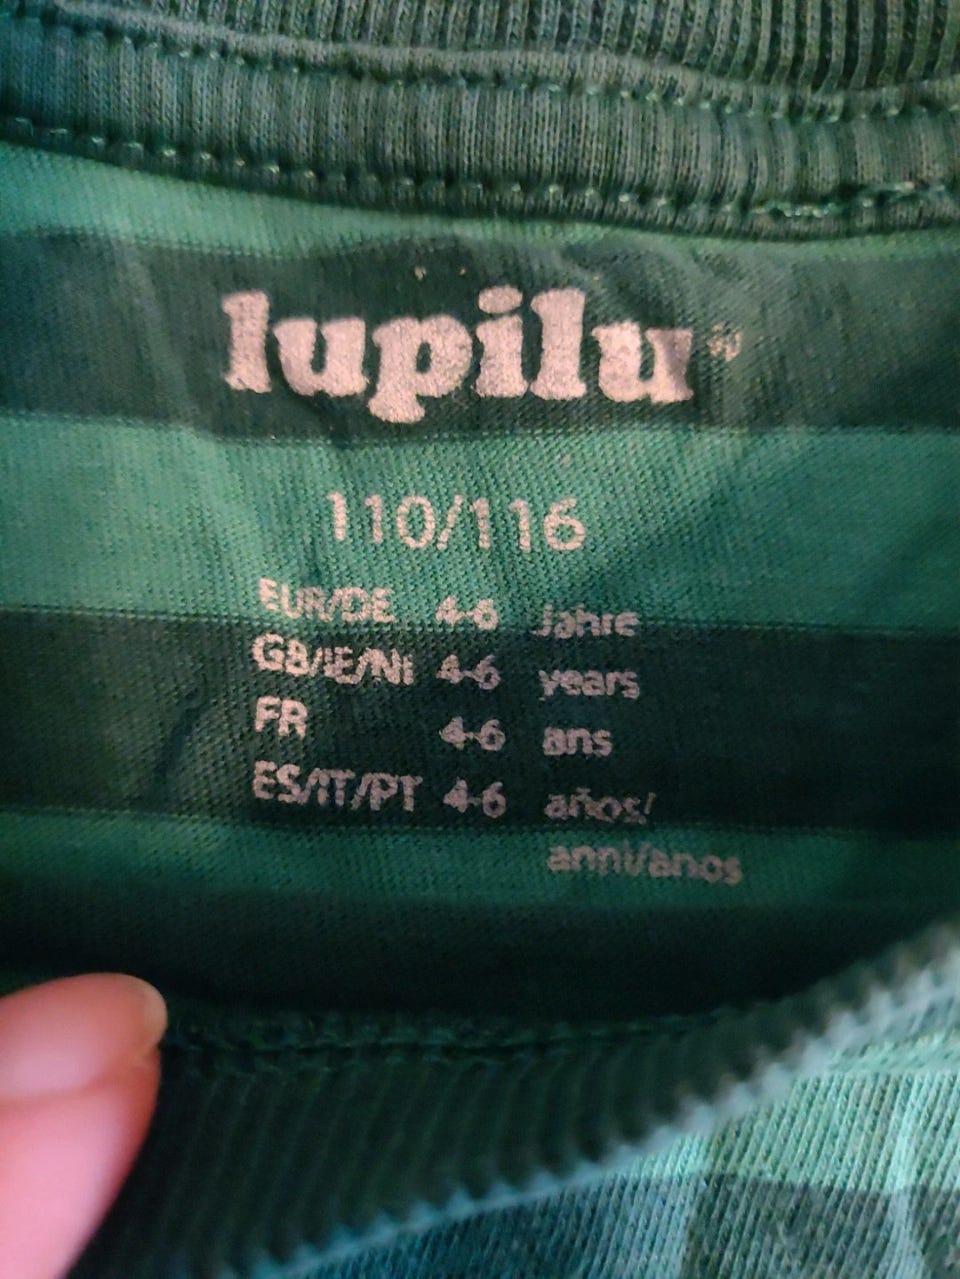 lupilu®
110/116
EUR/DE 4-6 Jahre
GB/IE/NI 4-6 years
FR 4-6 ans
ES/IT/PT 4-6 años/
anni/anos